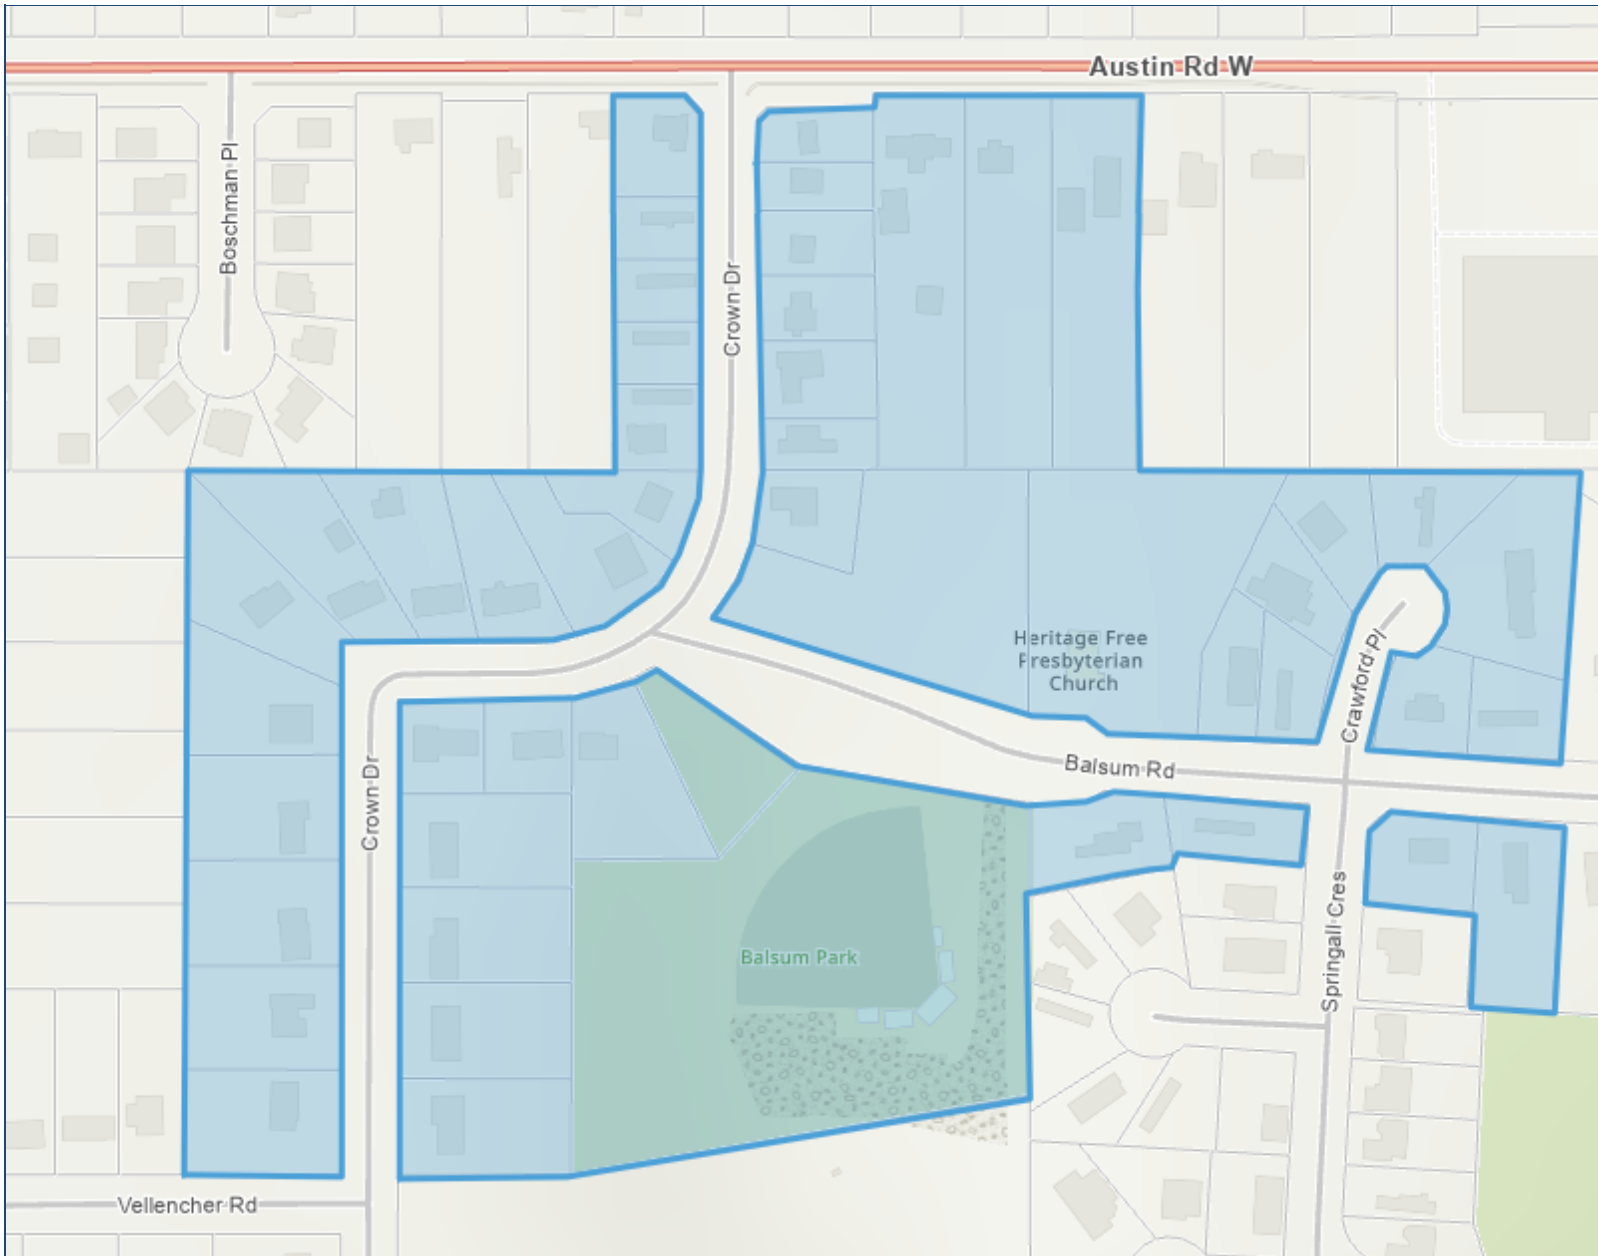 Austin Rd W
Boschman Pl
Crown Dr
Heritage Free
Presbyterian
Church
Crawford Pl
Balsum Rd
Crown Dr
Balsum Park
Springall Cres
Vellencher Rd